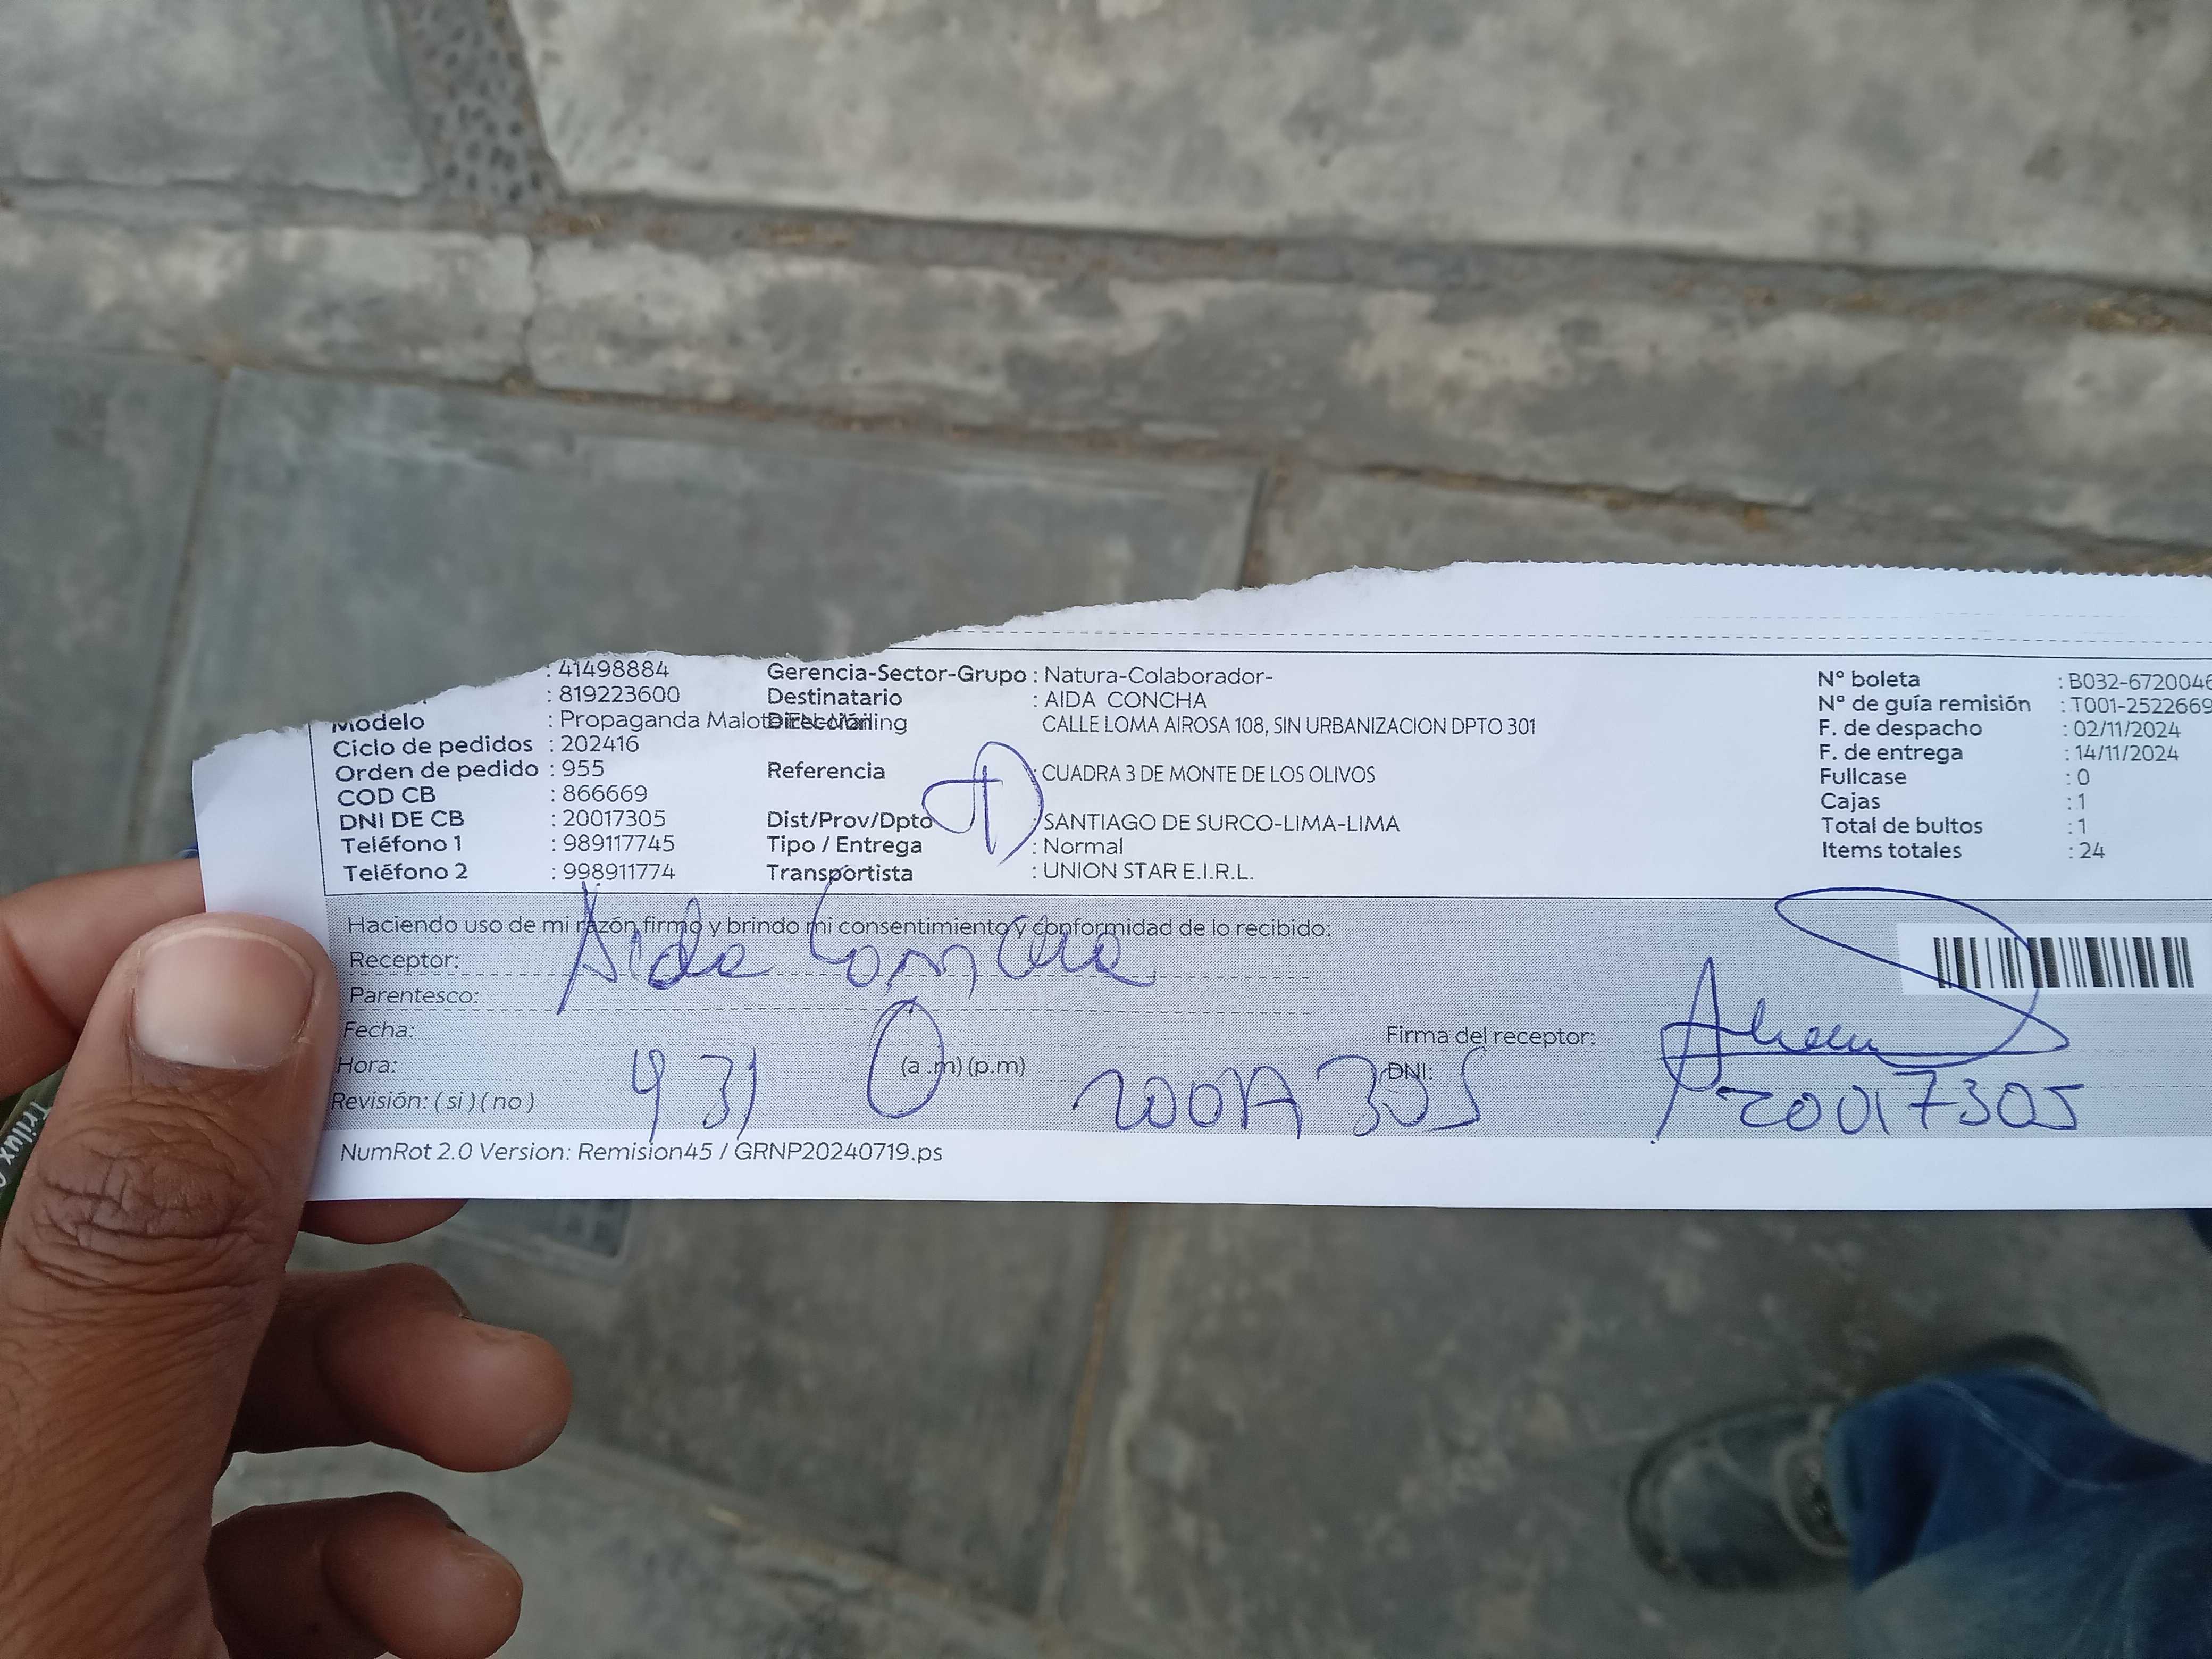 : 41498884 Gerencia-Sector-Grupo : Natura-Colaborador- N° boleta : B032-6720046
: 819223600 Destinatario : AIDA CONCHA N° de guía remisión : T001-2522669
Modelo : Propaganda Malote EN-Mailing Dirección CALLE LOMA AIROSA 108, SIN URBANIZACION DPTO 301 F. de despacho : 02/11/2024
Ciclo de pedidos : 202416 F. de entrega : 14/11/2024
Orden de pedido : 955 Referencia : CUADRA 3 DE MONTE DE LOS OLIVOS Fullcase : 0
COD CB : 866669 Cajas : 1
DNI DE CB : 20017305 Dist/Prov/Dpto : SANTIAGO DE SURCO-LIMA-LIMA Total de bultos : 1
Teléfono 1 : 989117745 Tipo / Entrega : Normal Items totales : 24
Teléfono 2 : 998911774 Transportista : UNION STAR E.I.R.L.
Haciendo uso de mi razón firmo y brindo mi consentimiento y conformidad de lo recibido:
Receptor: Aida Concha
Parentesco:
Fecha: Firma del receptor:
Hora: 9 31 (a .m) (p.m) DNI: 20017305
Revisión: ( si ) ( no ) 20017305
NumRot 2.0 Version: Remision45 / GRNP20240719.ps
Trilux